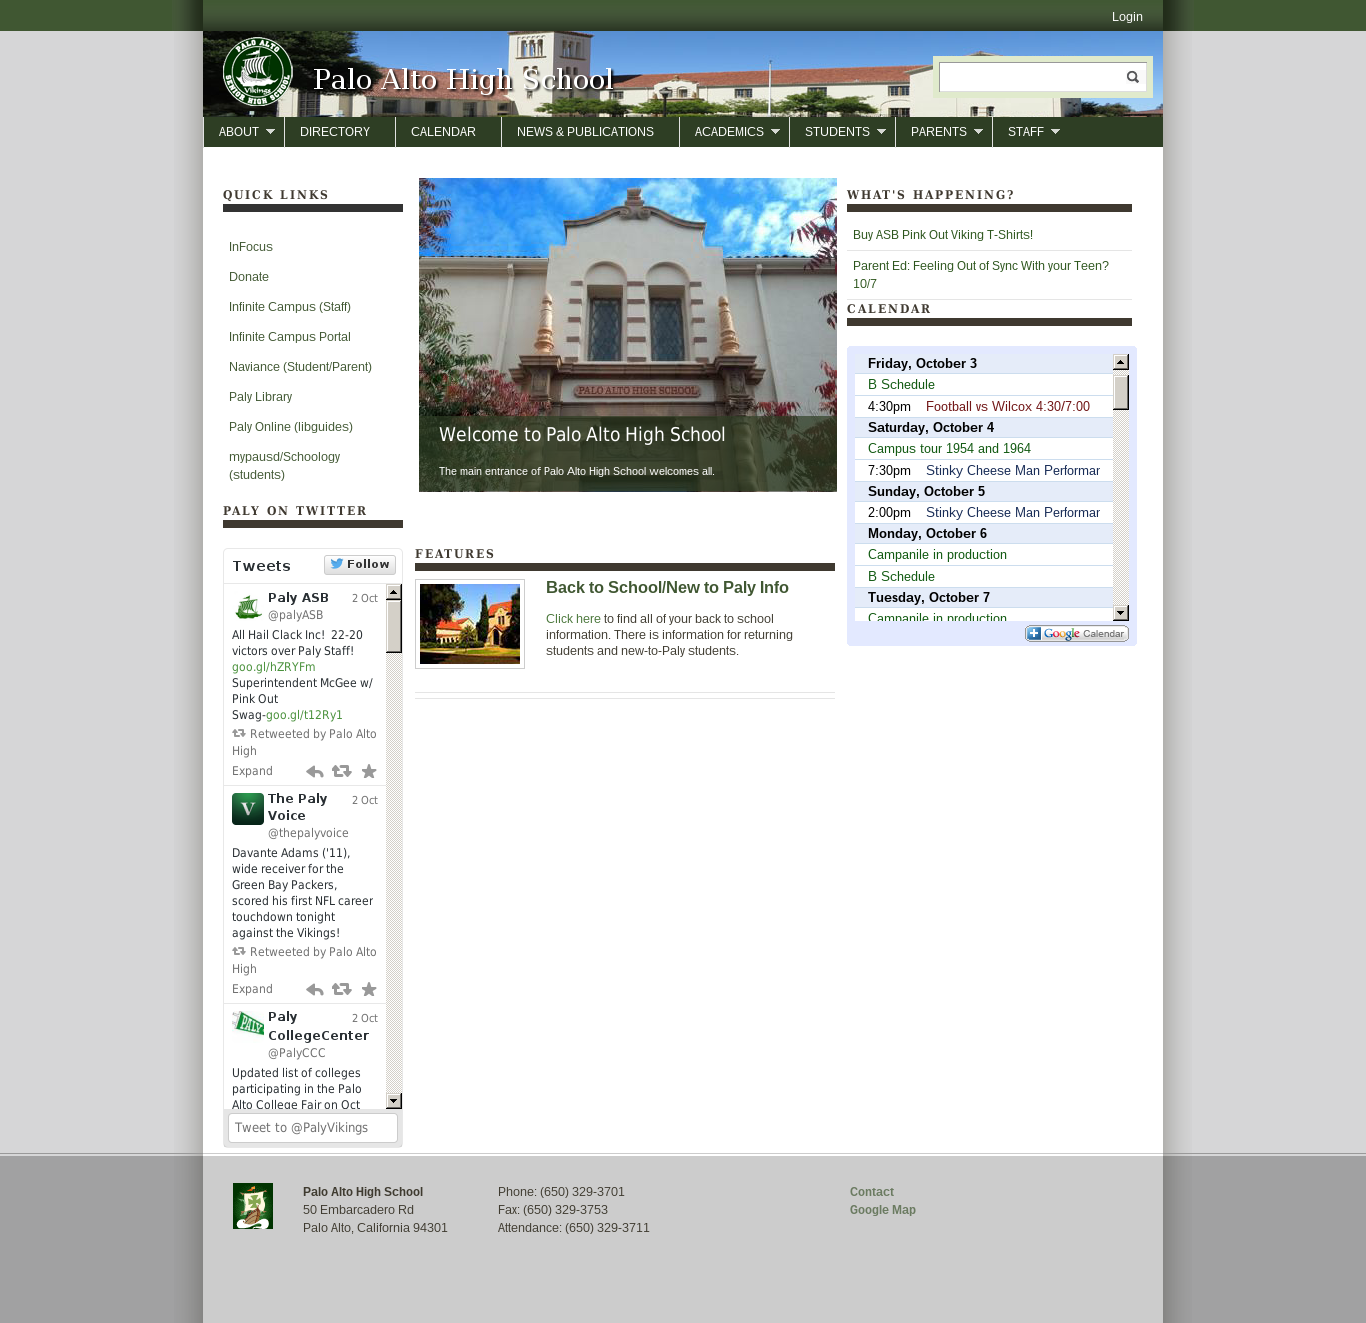 Login
PALO ALTO
Vikings
SENIOR HIGH SCHOOL
Palo Alto High School
ABOUT
DIRECTORY
CALENDAR
NEWS & PUBLICATIONS
ACADEMICS
STUDENTS
PARENTS
STAFF
QUICK LINKS
InFocus
Donate
Infinite Campus (Staff)
Infinite Campus Portal
Naviance (Student/Parent)
Paly Library
Paly Online (libguides)
mypausd/Schoology
(students)
PALY ON TWITTER
Tweets
Follow
Paly ASB
2 Oct
@palyASB
All Hail Clack Inc!  22-20
victors over Paly Staff!
goo.gl/hZRYFm
Superintendent McGee w/
Pink Out
Swag-goo.gl/t12Ry1
Retweeted by Palo Alto
High
Expand
V
The Paly
Voice
2 Oct
@thepalyvoice
Davante Adams ('11),
wide receiver for the
Green Bay Packers,
scored his first NFL career
touchdown tonight
against the Vikings!
Retweeted by Palo Alto
High
Expand
PALY
Paly
CollegeCenter
2 Oct
@PalyCCC
Updated list of colleges
participating in the Palo
Alto College Fair on Oct
Tweet to @PalyVikings
PALO ALTO HIGH SCHOOL
Welcome to Palo Alto High School
The main entrance of Palo Alto High School welcomes all.
FEATURES
Back to School/New to Paly Info
Click here to find all of your back to school
information. There is information for returning
students and new-to-Paly students.
WHAT'S HAPPENING?
Buy ASB Pink Out Viking T-Shirts!
Parent Ed: Feeling Out of Sync With your Teen?
10/7
CALENDAR
Friday, October 3
B Schedule
4:30pm Football vs Wilcox 4:30/7:00
Saturday, October 4
Campus tour 1954 and 1964
7:30pm Stinky Cheese Man Performar
Sunday, October 5
2:00pm Stinky Cheese Man Performar
Monday, October 6
Campanile in production
B Schedule
Tuesday, October 7
Campanile in production
Google Calendar
Palo Alto High School
50 Embarcadero Rd
Palo Alto, California 94301
Phone: (650) 329-3701
Fax: (650) 329-3753
Attendance: (650) 329-3711
Contact
Google Map